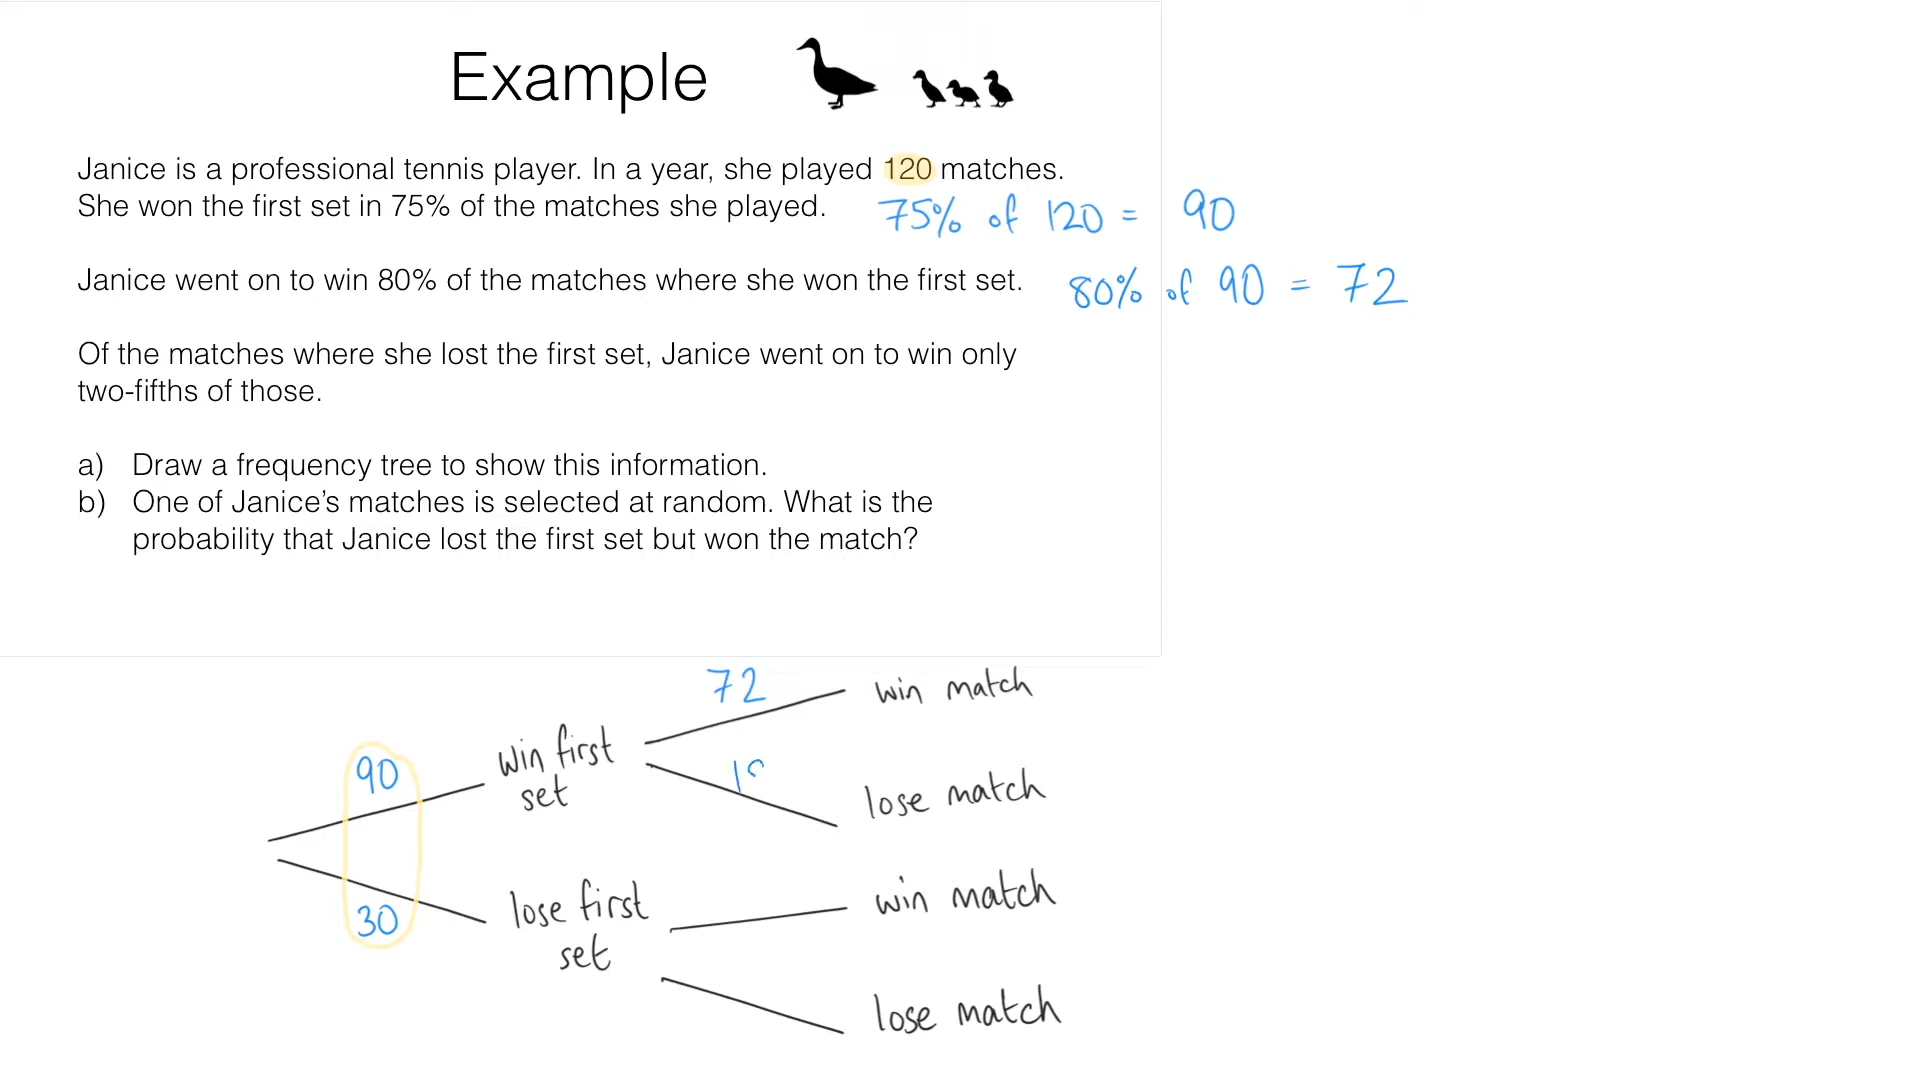 Example
Janice is a professional tennis player. In a year, she played 120 matches.
She won the first set in 75% of the matches she played.
75% of 120 = 90
Janice went on to win 80% of the matches where she won the first set.
80% of 90 = 72
Of the matches where she lost the first set, Janice went on to win only
two-fifths of those.
a) Draw a frequency tree to show this information.
b) One of Janice's matches is selected at random. What is the
probability that Janice lost the first set but won the match?
72
win match
90
win first
set
lose match
30
lose first
set
win match
lose match